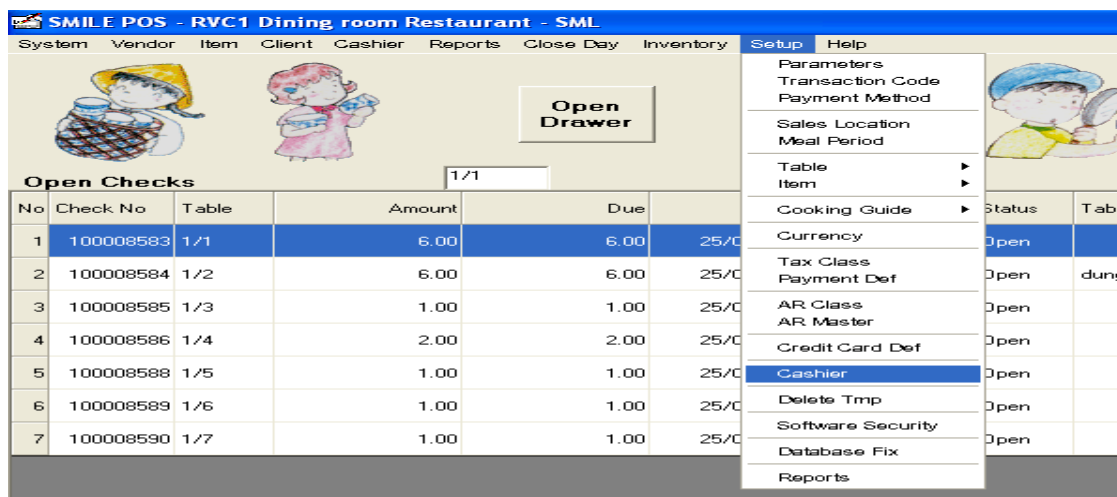 SMILE POS - RVC1 Dining room Restaurant - SML
System Vendor Item Client Cashier Reports Close Day Inventory Setup Help
Parameters
Transaction Code
Payment Method
Sales Location
Meal Period
Table
Item
Cooking Guide
Currency
Tax Class
Payment Def
AR Class
AR Master
Credit Card Def
Cashier
Delete Tmp
Software Security
Database Fix
Reports
Open
Drawer
Open Checks
1/1
No Check No Table Amount Due Status
1 100008583 1/1 6.00 6.00 Open
2 100008584 1/2 6.00 6.00 Open
3 100008585 1/3 1.00 1.00 Open
4 100008586 1/4 2.00 2.00 Open
5 100008588 1/5 1.00 1.00 Open
6 100008589 1/6 1.00 1.00 Open
7 100008590 1/7 1.00 1.00 Open